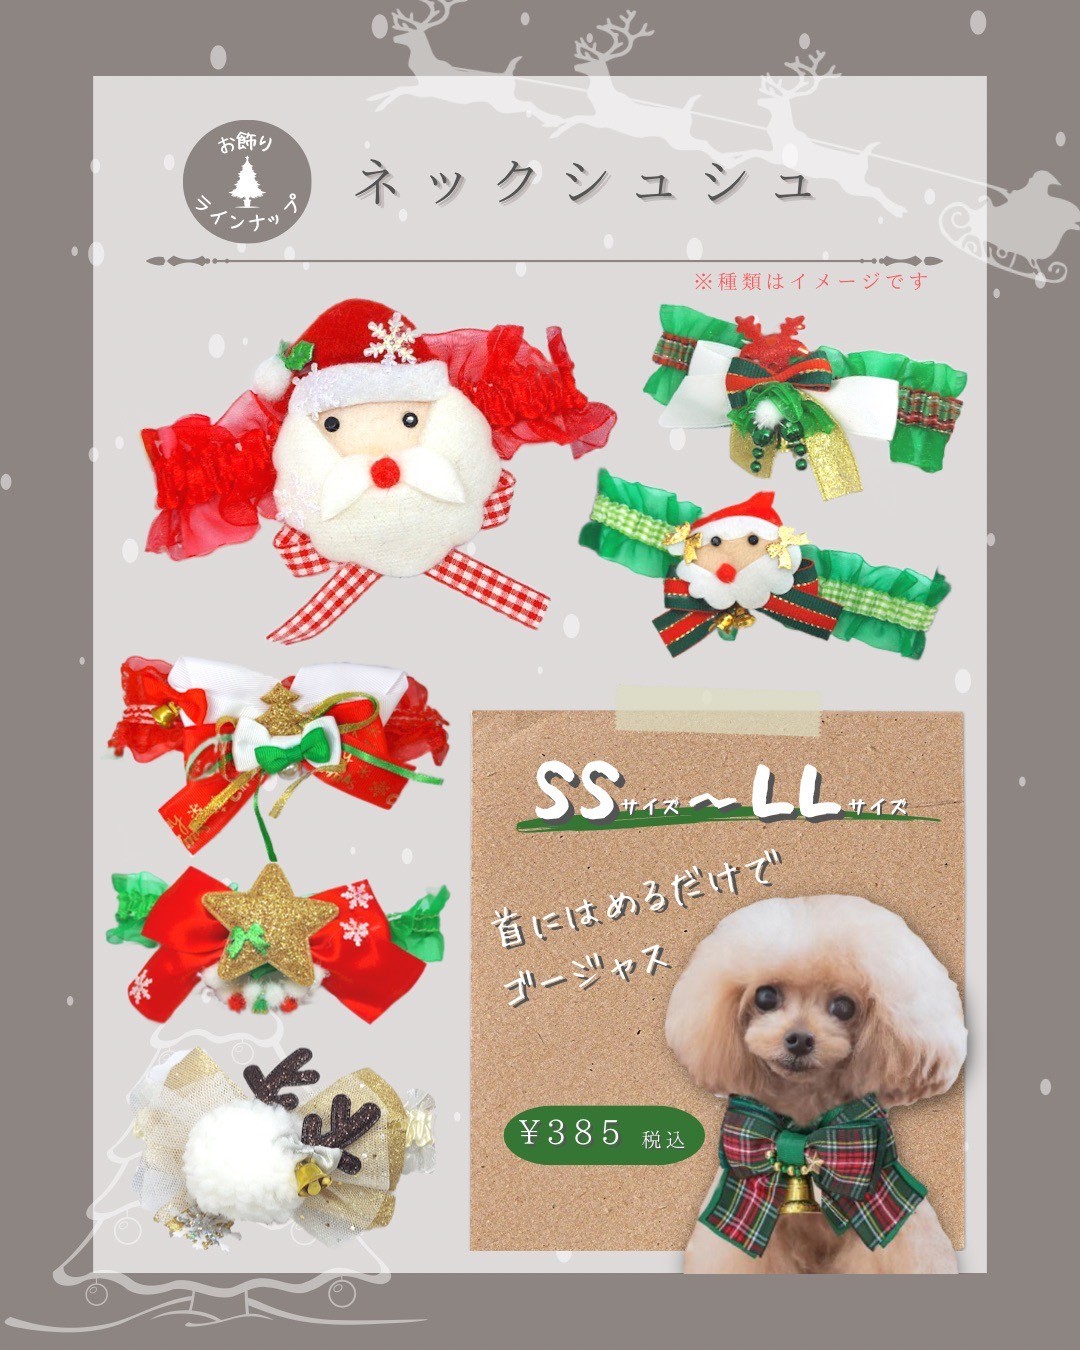 お飾り
ラインナップ
ネックシュシュ
※種類はイメージです
SSサイズ〜LLサイズ
首にはめるだけで
ゴージャス
¥385 税込